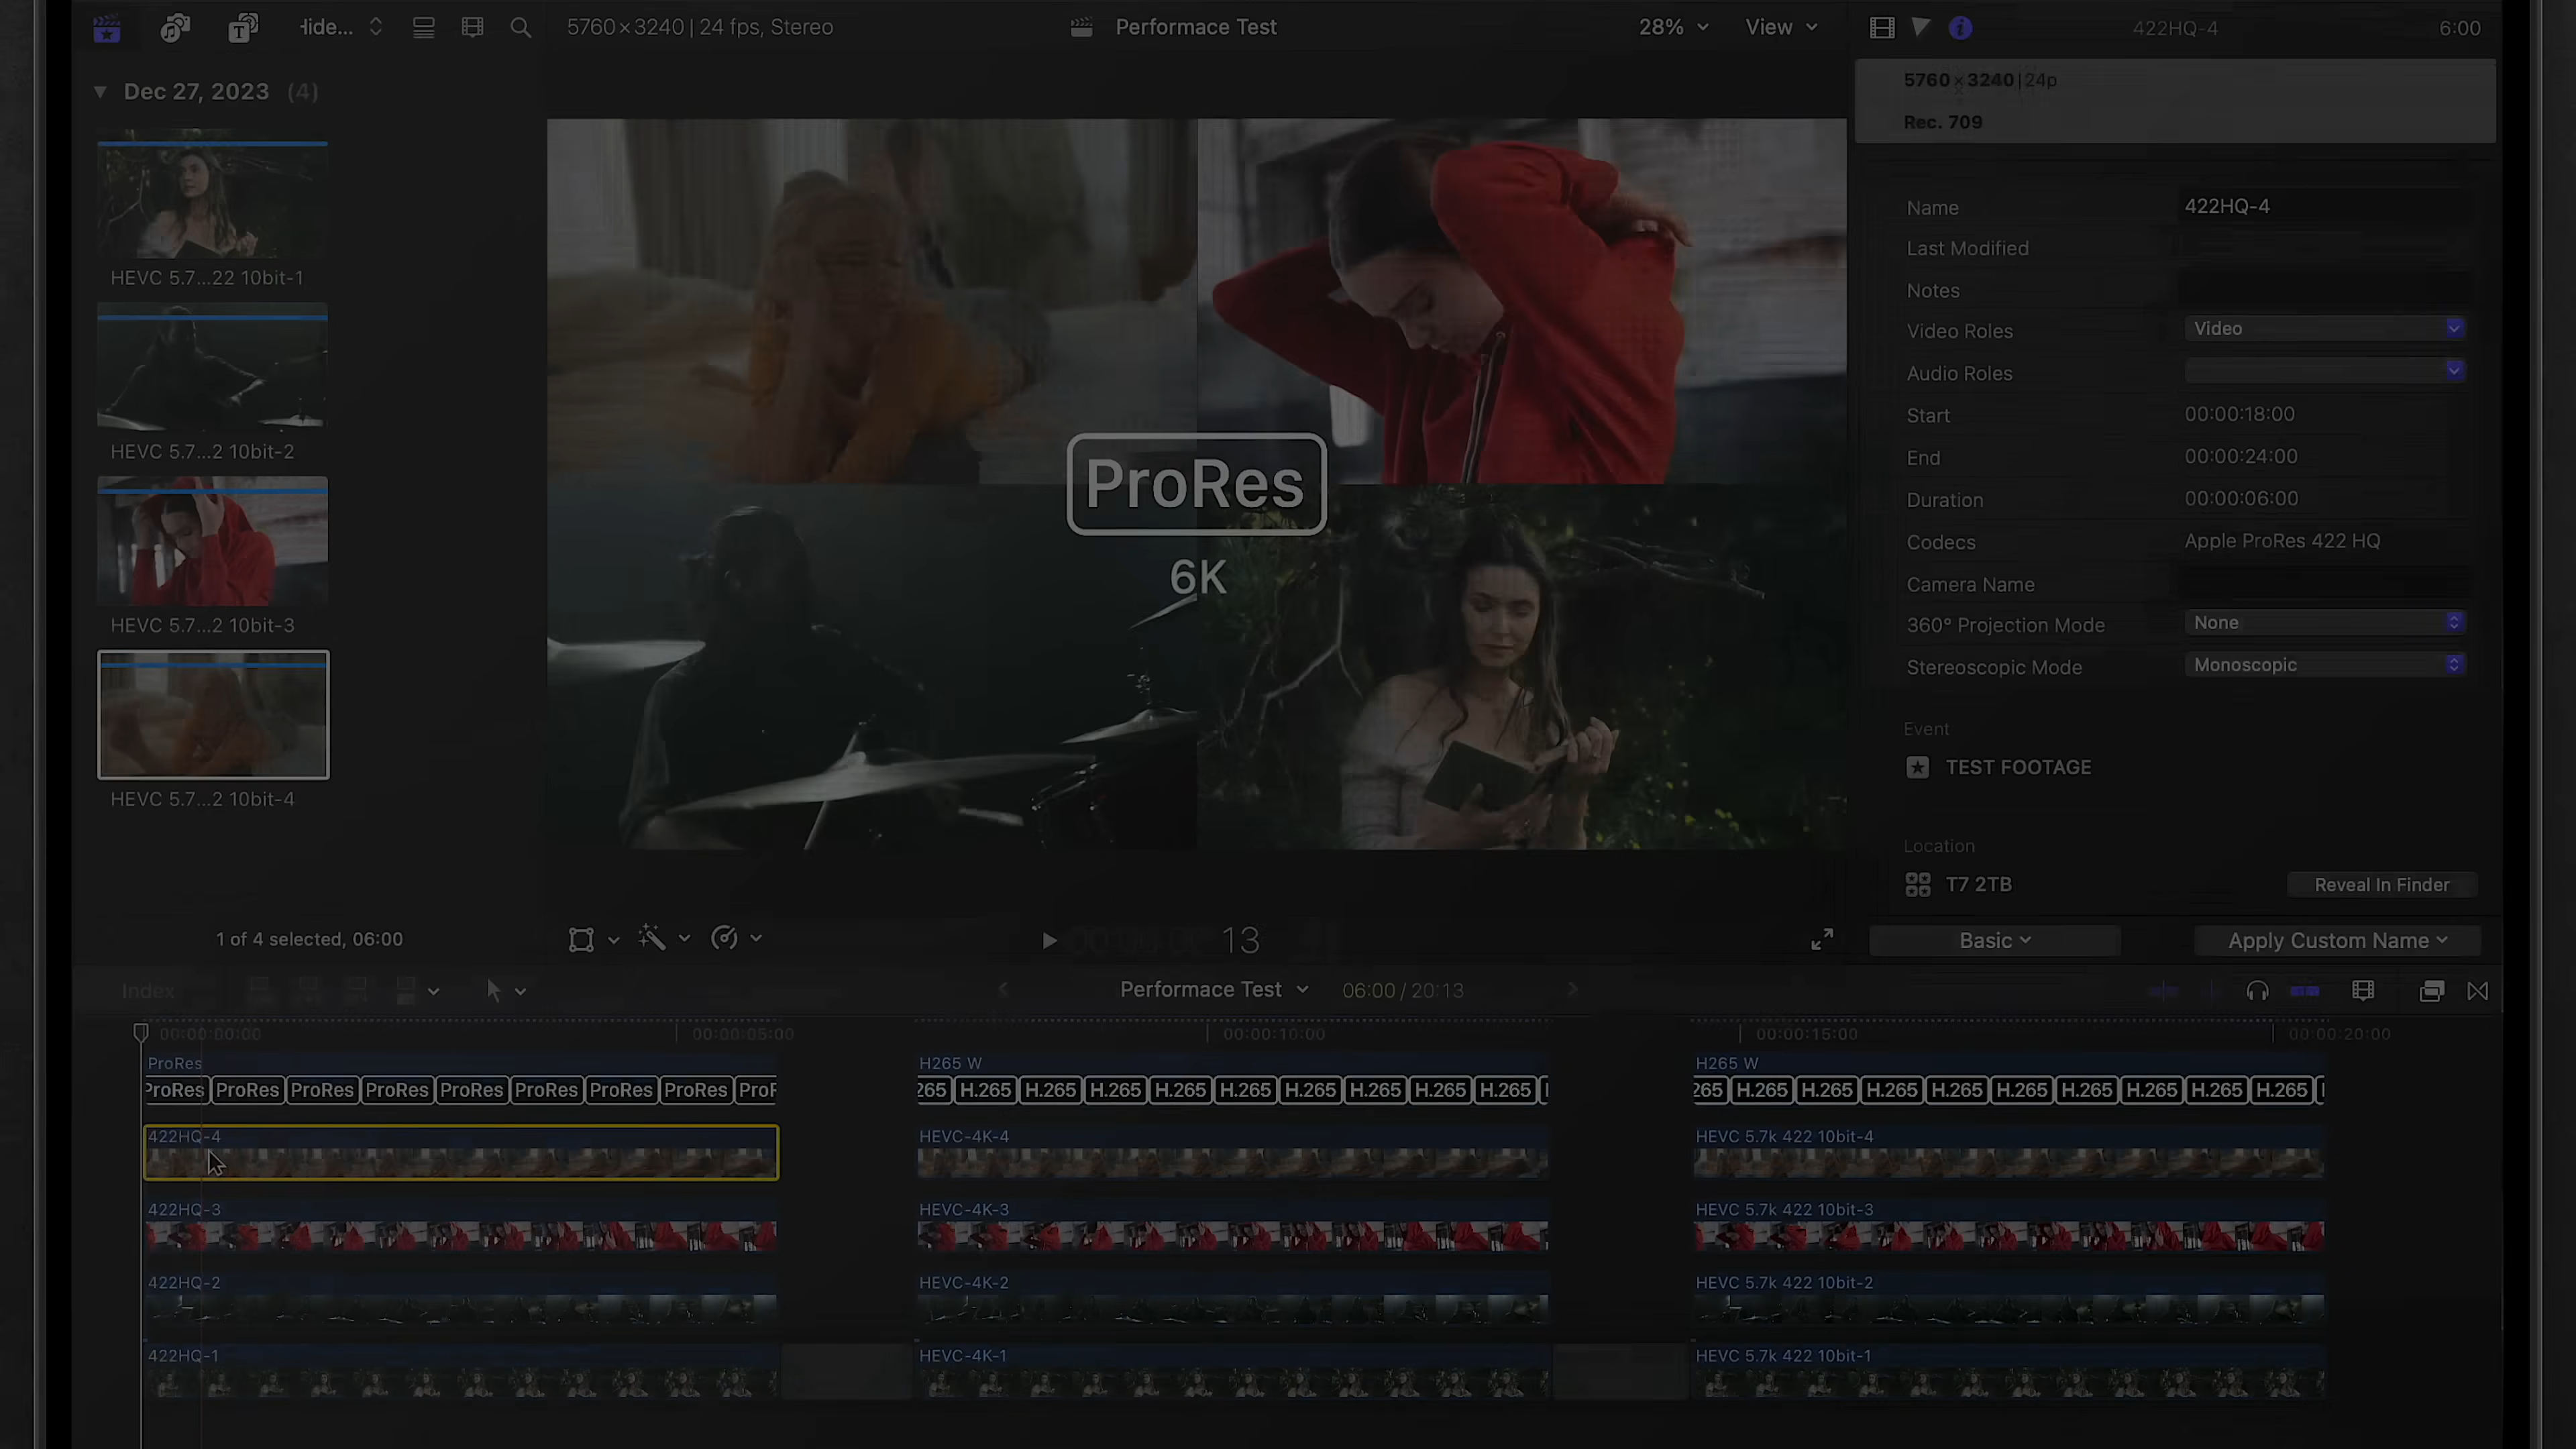 Hide...
5760×3240 | 24 fps, Stereo
Performace Test
28%
View
422HQ-4
6:00
Dec 27, 2023 (4)
HEVC 5.7...22 10bit-1
HEVC 5.7...2 10bit-2
HEVC 5.7...2 10bit-3
HEVC 5.7...2 10bit-4
1 of 4 selected, 06:00
ProRes
6K
13
5760 × 3240 | 24p
Rec. 709
Name 422HQ-4
Last Modified
Notes
Video Roles Video
Audio Roles
Start 00:00:18:00
End 00:00:24:00
Duration 00:00:06:00
Codecs Apple ProRes 422 HQ
Camera Name
360° Projection Mode None
Stereoscopic Mode Monoscopic
Event
TEST FOOTAGE
Location
T7 2TB
Reveal In Finder
Basic
Apply Custom Name
Index
Performace Test
06:00 / 20:13
00:00:00:00 00:00:05:00 00:00:10:00 00:00:15:00 00:00:20:00
ProRes H265 W H265 W
ProRes ProRes ProRes ProRes ProRes ProRes ProRes ProRes ProF 265 H.265 H.265 H.265 H.265 H.265 H.265 H.265 H.265 H.265 265 H.265 H.265 H.265 H.265 H.265 H.265 H.265 H.265 H.265
422HQ-4 HEVC-4K-4 HEVC 5.7k 422 10bit-4
422HQ-3 HEVC-4K-3 HEVC 5.7k 422 10bit-3
422HQ-2 HEVC-4K-2 HEVC 5.7k 422 10bit-2
422HQ-1 HEVC-4K-1 HEVC 5.7k 422 10bit-1